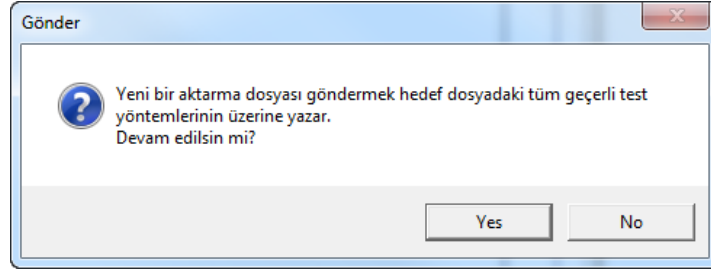 Gönder
Yeni bir aktarma dosyası göndermek hedef dosyadaki tüm geçerli test
yöntemlerinin üzerine yazar.
Devam edilsin mi?
Yes
No